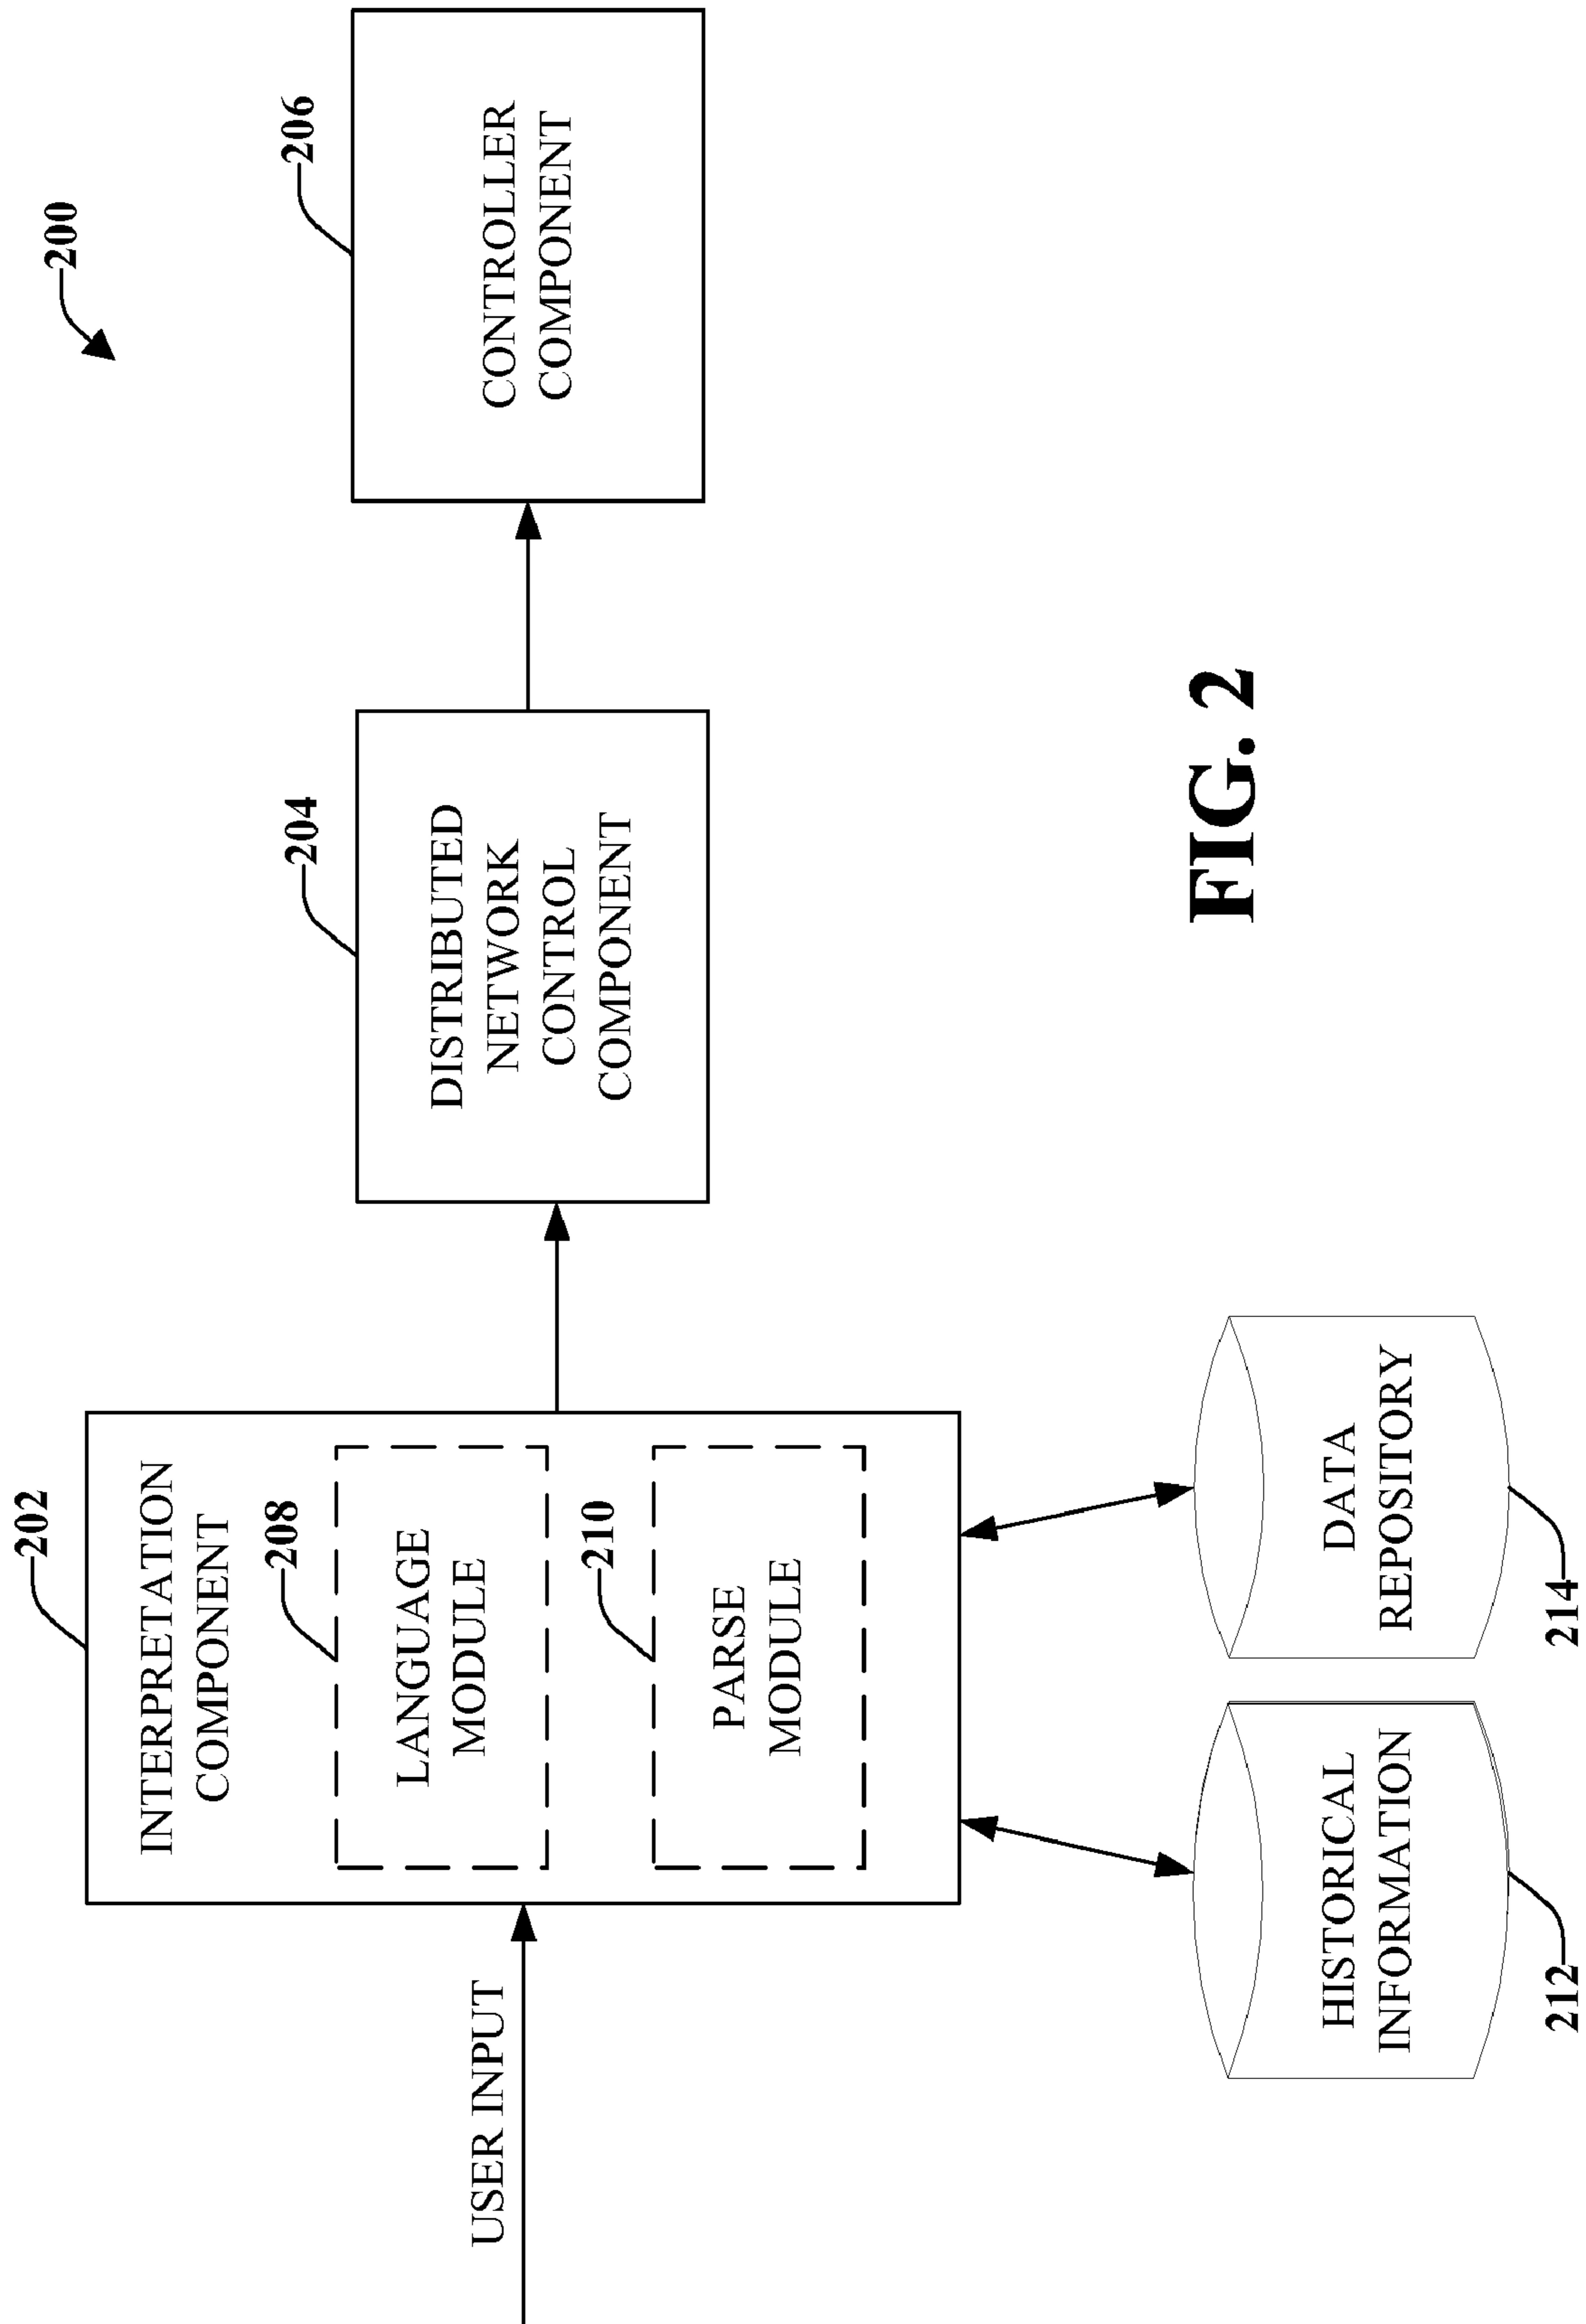 200
202
INTERPRETATION
COMPONENT
208
LANGUAGE
MODULE
210
PARSE
MODULE
USER INPUT
204
DISTRIBUTED
NETWORK
CONTROL
COMPONENT
206
CONTROLLER
COMPONENT
HISTORICAL
INFORMATION
212
DATA
REPOSITORY
214
FIG. 2